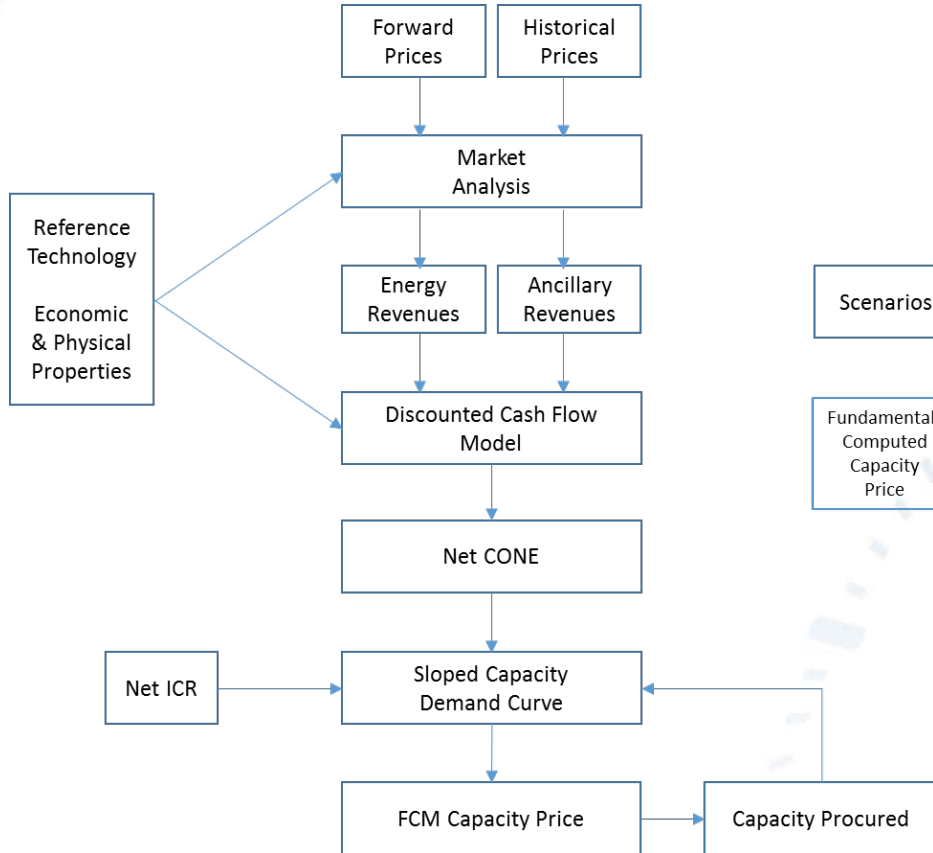 Forward
Prices
Historical
Prices
Market
Analysis
Reference
Technology
Economic
& Physical
Properties
Energy
Revenues
Ancillary
Revenues
Scenarios
Discounted Cash Flow
Model
Fundamental
Computed
Capacity
Price
Net CONE
Net ICR
Sloped Capacity
Demand Curve
FCM Capacity Price
Capacity Procured